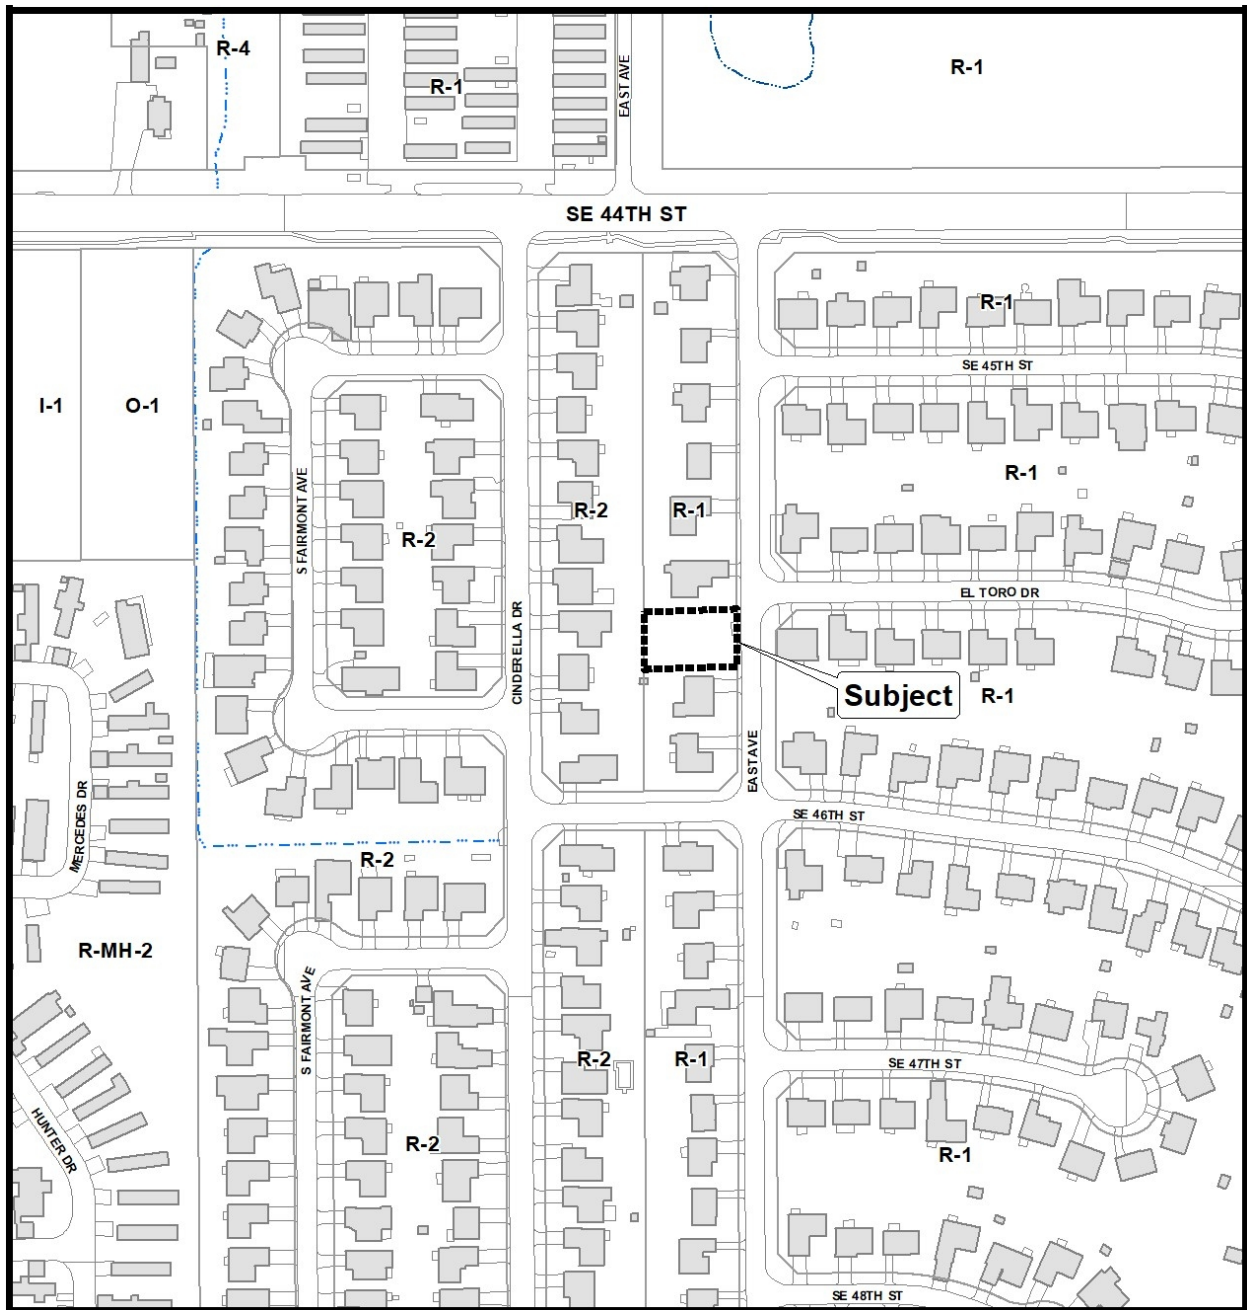 R-4
R-1
EAST AVE
R-1
SE 44TH ST
R-1
SE 45TH ST
I-1
O-1
R-1
S FAIRMONT AVE
R-2
R-2
R-1
EL TORO DR
CINDERELLA DR
Subject
R-1
EAST AVE
MERCEDES DR
SE 46TH ST
R-2
R-MH-2
S FAIRMONT AVE
R-2
R-1
SE 47TH ST
HUNTER DR
R-2
R-1
SE 48TH ST